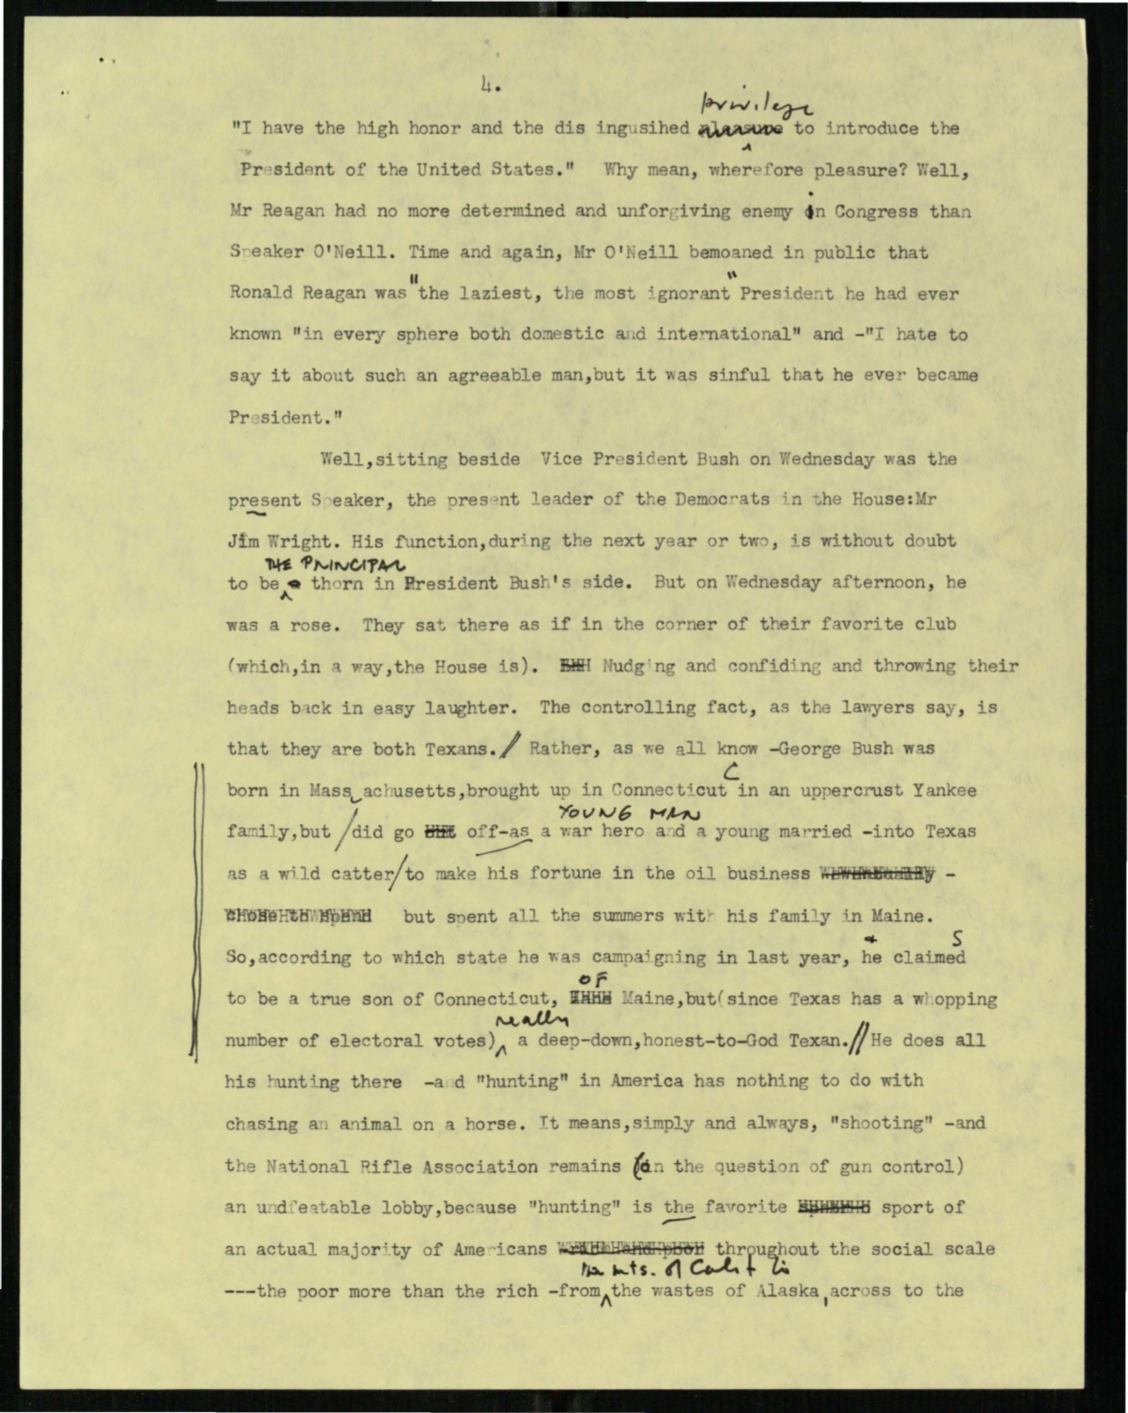 4.
privilege
"I have the high honor and the dis ingusihed pleasure to introduce the
President of the United States." Why mean, wherefore pleasure? Well,
Mr Reagan had no more determined and unforgiving enemy in Congress than
Speaker O'Neill. Time and again, Mr O'Neill bemoaned in public that
Ronald Reagan was "the laziest, the most ignorant" President he had ever
known "in every sphere both domestic and international" and -"I hate to
say it about such an agreeable man,but it was sinful that he ever became
President."
Well,sitting beside Vice President Bush on Wednesday was the
present Speaker, the present leader of the Democrats in the House:Mr
Jim Wright. His function,during the next year or two, is without doubt
THE PRINCIPAL
to be a thorn in President Bush's side. But on Wednesday afternoon, he
was a rose. They sat there as if in the corner of their favorite club
(which,in a way,the House is). Nudging and confiding and throwing their
heads back in easy laughter. The controlling fact, as the lawyers say, is
that they are both Texans./ Rather, as we all know -George Bush was
born in Mass achusetts,brought up in Connecticut in an uppercrust Yankee
YOUNG MAN
family,but /did go off-as a war hero and a young married -into Texas
as a wild catter/to make his fortune in the oil business -
but spent all the summers with his family in Maine.
S
So,according to which state he was campaigning in last year, he claimed
OF
to be a true son of Connecticut, Maine,but(since Texas has a whopping
really
number of electoral votes) a deep-down,honest-to-God Texan.//He does all
his hunting there -and "hunting" in America has nothing to do with
chasing an animal on a horse. It means,simply and always, "shooting" -and
the National Rifle Association remains (on the question of gun control)
an undfeatable lobby,because "hunting" is the favorite sport of
an actual majority of Americans throughout the social scale
the mts. of Calif to
---the poor more than the rich -from the wastes of Alaska,across to the